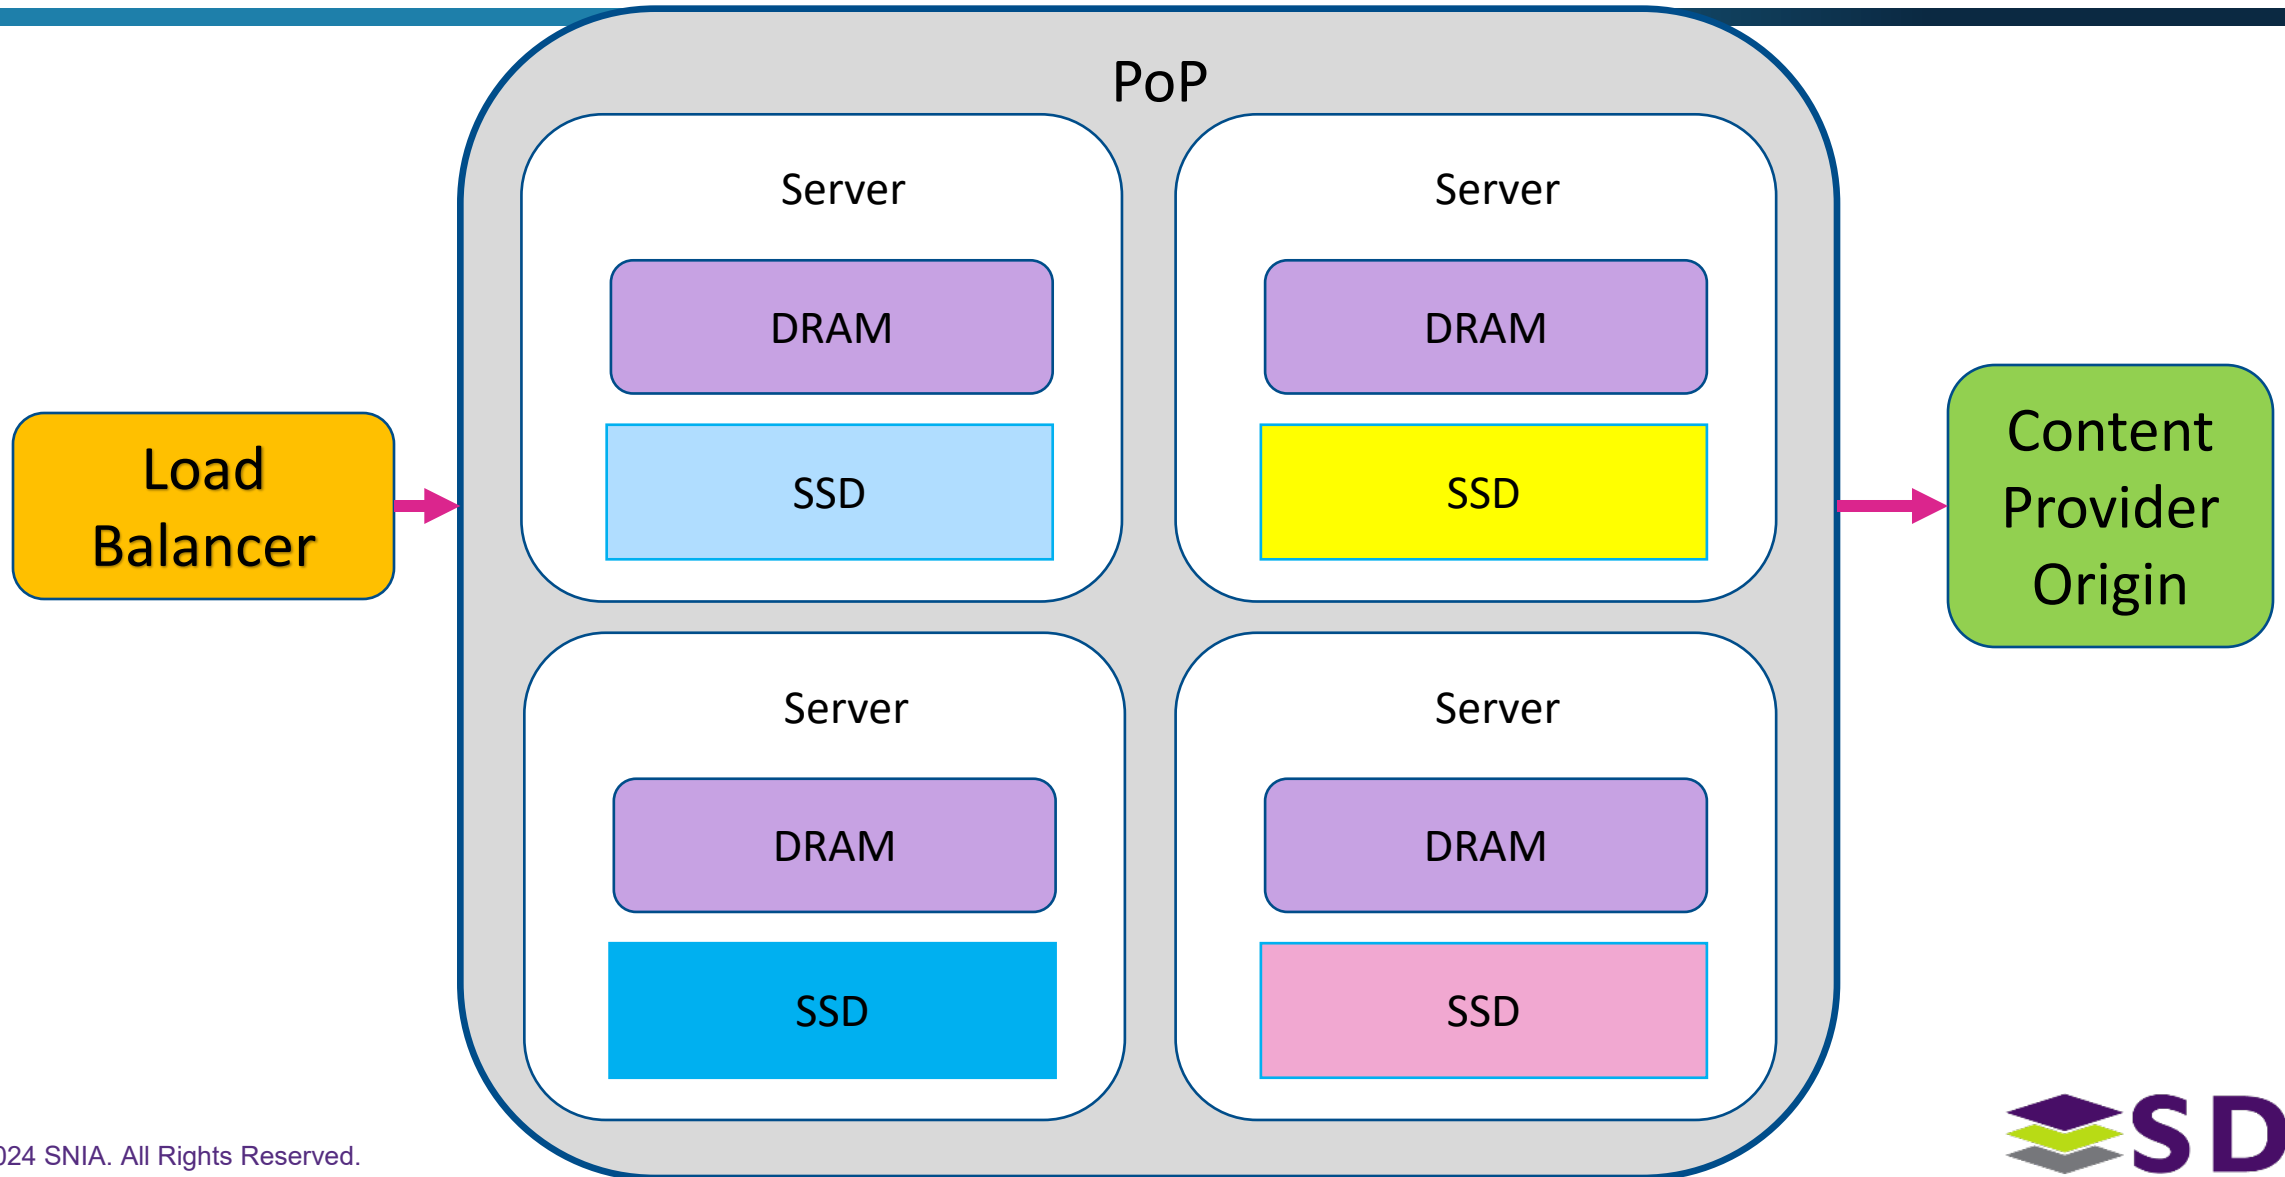 PoP
Server
DRAM
SSD
Server
DRAM
SSD
Load
Balancer
Content
Provider
Origin
Server
DRAM
SSD
Server
DRAM
SSD
024 SNIA. All Rights Reserved.
SD